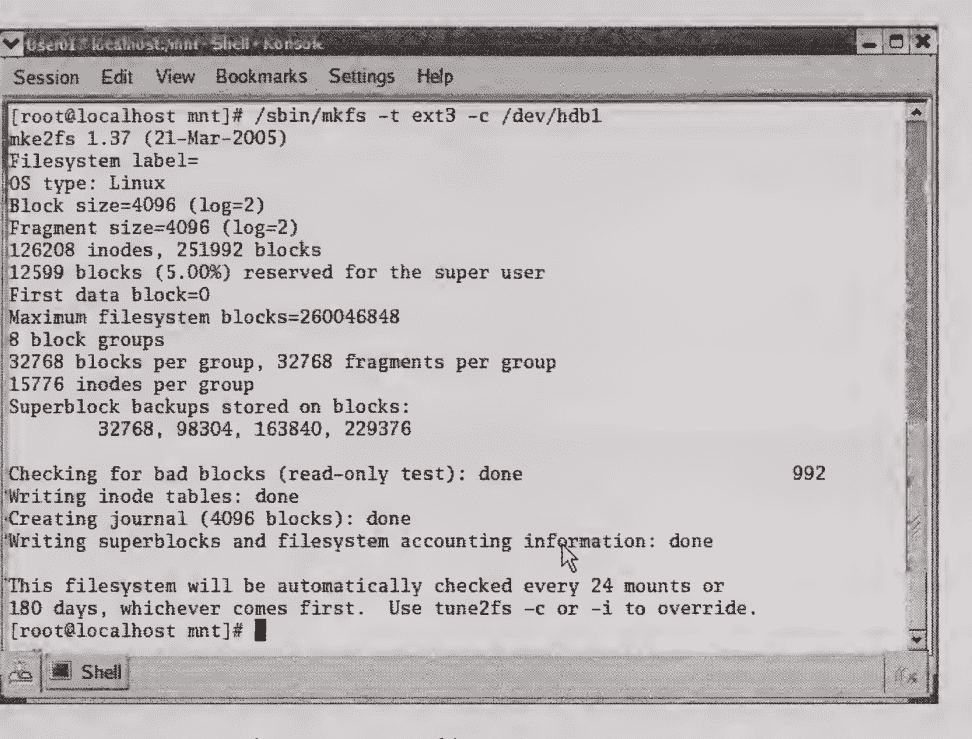 User01@localhost:/mnt - Shell - Konsole
Session Edit View Bookmarks Settings Help
[root@localhost mnt]# /sbin/mkfs -t ext3 -c /dev/hdb1
mke2fs 1.37 (21-Mar-2005)
Filesystem label=
OS type: Linux
Block size=4096 (log=2)
Fragment size=4096 (log=2)
126208 inodes, 251992 blocks
12599 blocks (5.00%) reserved for the super user
First data block=0
Maximum filesystem blocks=260046848
8 block groups
32768 blocks per group, 32768 fragments per group
15776 inodes per group
Superblock backups stored on blocks:
        32768, 98304, 163840, 229376
Checking for bad blocks (read-only test): done                        992
Writing inode tables: done
Creating journal (4096 blocks): done
Writing superblocks and filesystem accounting information: done
This filesystem will be automatically checked every 24 mounts or
180 days, whichever comes first.  Use tune2fs -c or -i to override.
[root@localhost mnt]#
Shell